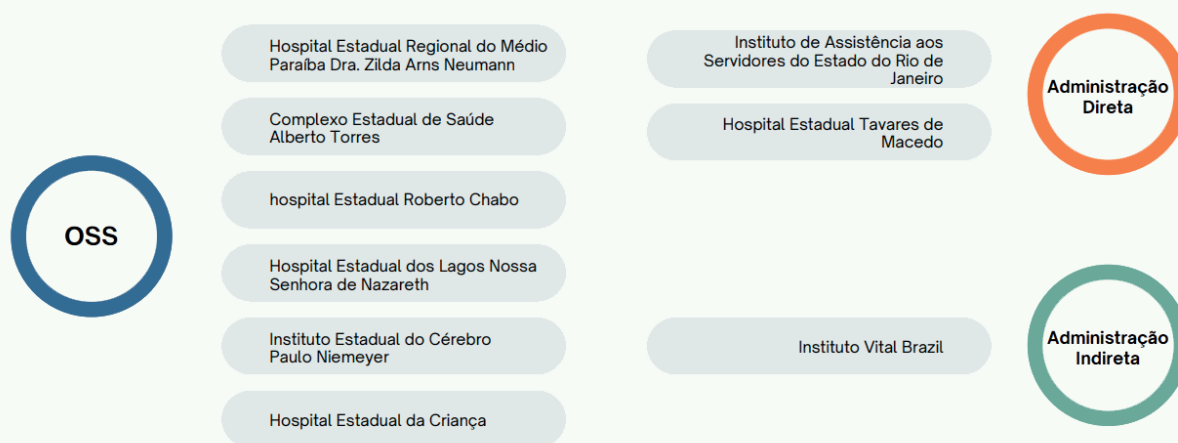 OSS
Hospital Estadual Regional do Médio
Paraíba Dra. Zilda Arns Neumann
Complexo Estadual de Saúde
Alberto Torres
hospital Estadual Roberto Chabo
Hospital Estadual dos Lagos Nossa
Senhora de Nazareth
Instituto Estadual do Cérebro
Paulo Niemeyer
Hospital Estadual da Criança
Administração
Direta
Instituto de Assistência aos
Servidores do Estado do Rio de
Janeiro
Hospital Estadual Tavares de
Macedo
Administração
Indireta
Instituto Vital Brazil